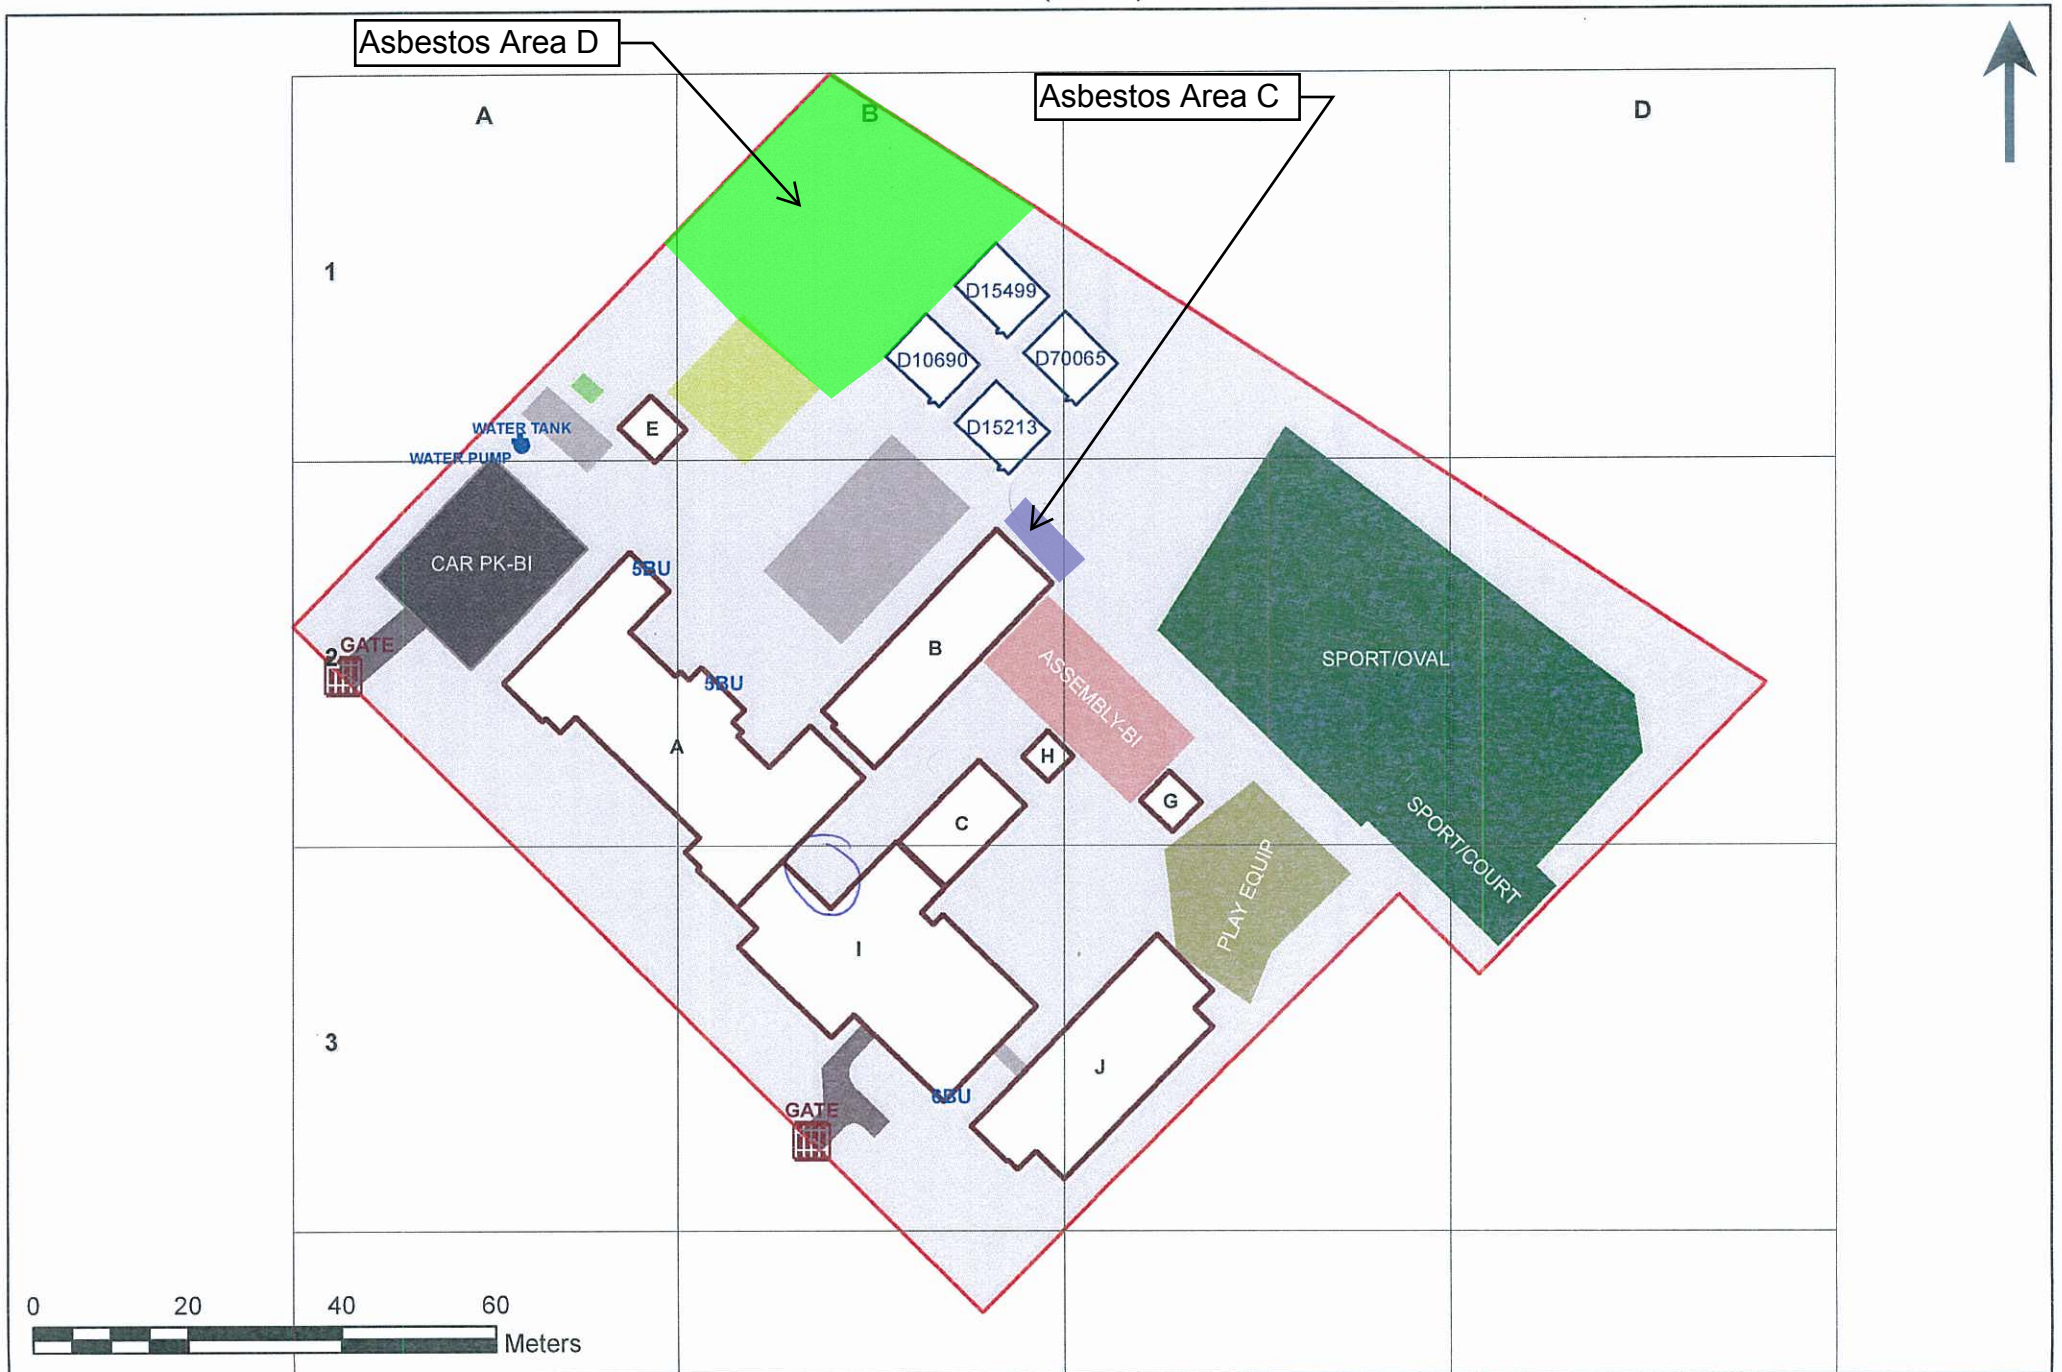 Asbestos Area D
Asbestos Area C
A
B
D
1
D15499
D10690
D70065
D15213
E
WATER TANK
WATER PUMP
CAR PK-BI
5BU
GATE
2
5BU
B
SPORT/OVAL
ASSEMBLY-BI
A
H
G
C
SPORT/COURT
PLAY EQUIP
I
3
J
6BU
GATE
0 20 40 60
Meters